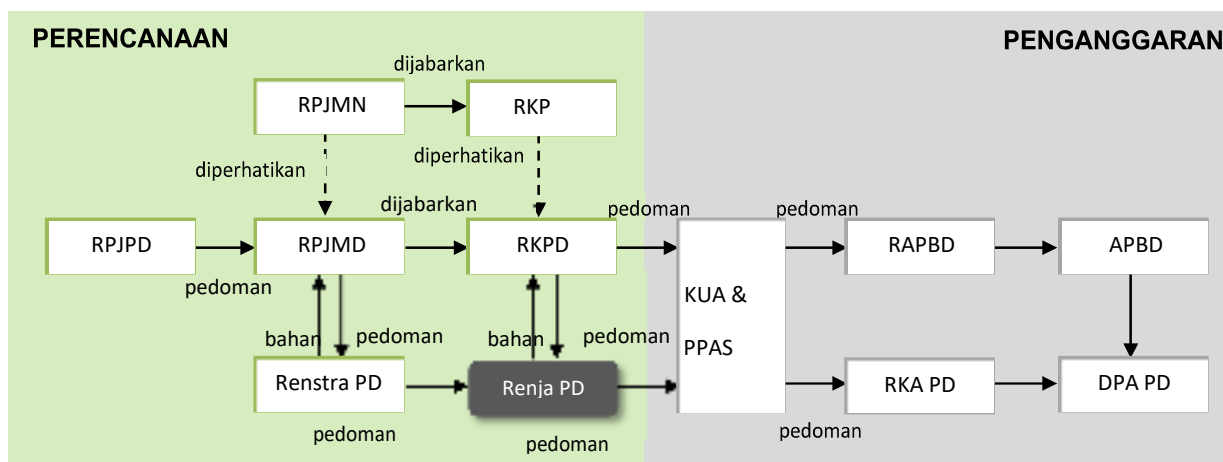 PERENCANAAN
PENGANGGARAN
dijabarkan
RPJMN
RKP
diperhatikan
diperhatikan
dijabarkan
pedoman
pedoman
RPJPD
RPJMD
RKPD
RAPBD
APBD
pedoman
KUA &
PPAS
bahan
pedoman
bahan
pedoman
Renstra PD
Renja PD
RKA PD
DPA PD
pedoman
pedoman
pedoman